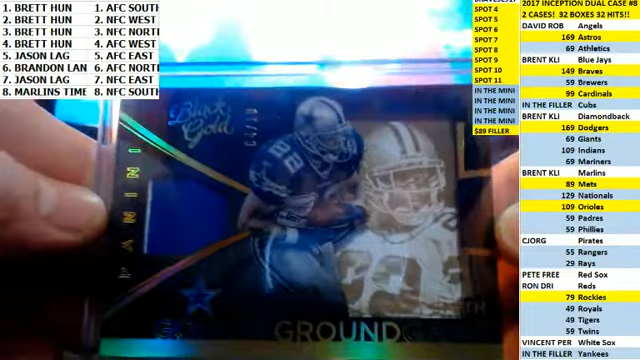 1. BRETT HUN 1. AFC SOUTH
2. BRETT HUN 2. NFC WEST
3. BRETT HUN 3. NFC NORTH
4. BRETT HUN 4. AFC WEST
5. JASON LAG 5. AFC EAST
6. BRANDON LAN 6. AFC NORTH
7. JASON LAG 7. NFC EAST
8. MARLINS TIME 8. NFC SOUTH
Black Gold
PANINI
GROUND
SPOT 4
SPOT 5
SPOT 6
SPOT 7
SPOT 8
SPOT 9
SPOT 10
SPOT 11
IN THE MINI
IN THE MINI
IN THE MINI
IN THE MINI
$89 FILLER
2017 INCEPTION DUAL CASE #8
2 CASES! 32 BOXES 32 HITS!!
DAVID ROB Angels
169 Astros
69 Athletics
BRENT KLI Blue Jays
149 Braves
59 Brewers
99 Cardinals
IN THE FILLER Cubs
BRENT KLI Diamondback
169 Dodgers
69 Giants
109 Indians
69 Mariners
BRENT KLI Marlins
89 Mets
129 Nationals
109 Orioles
59 Padres
59 Phillies
CJORG Pirates
55 Rangers
29 Rays
PETE FREE Red Sox
RON DRI Reds
79 Rockies
49 Royals
49 Tigers
59 Twins
VINCENT PER White Sox
IN THE FILLER Yankees